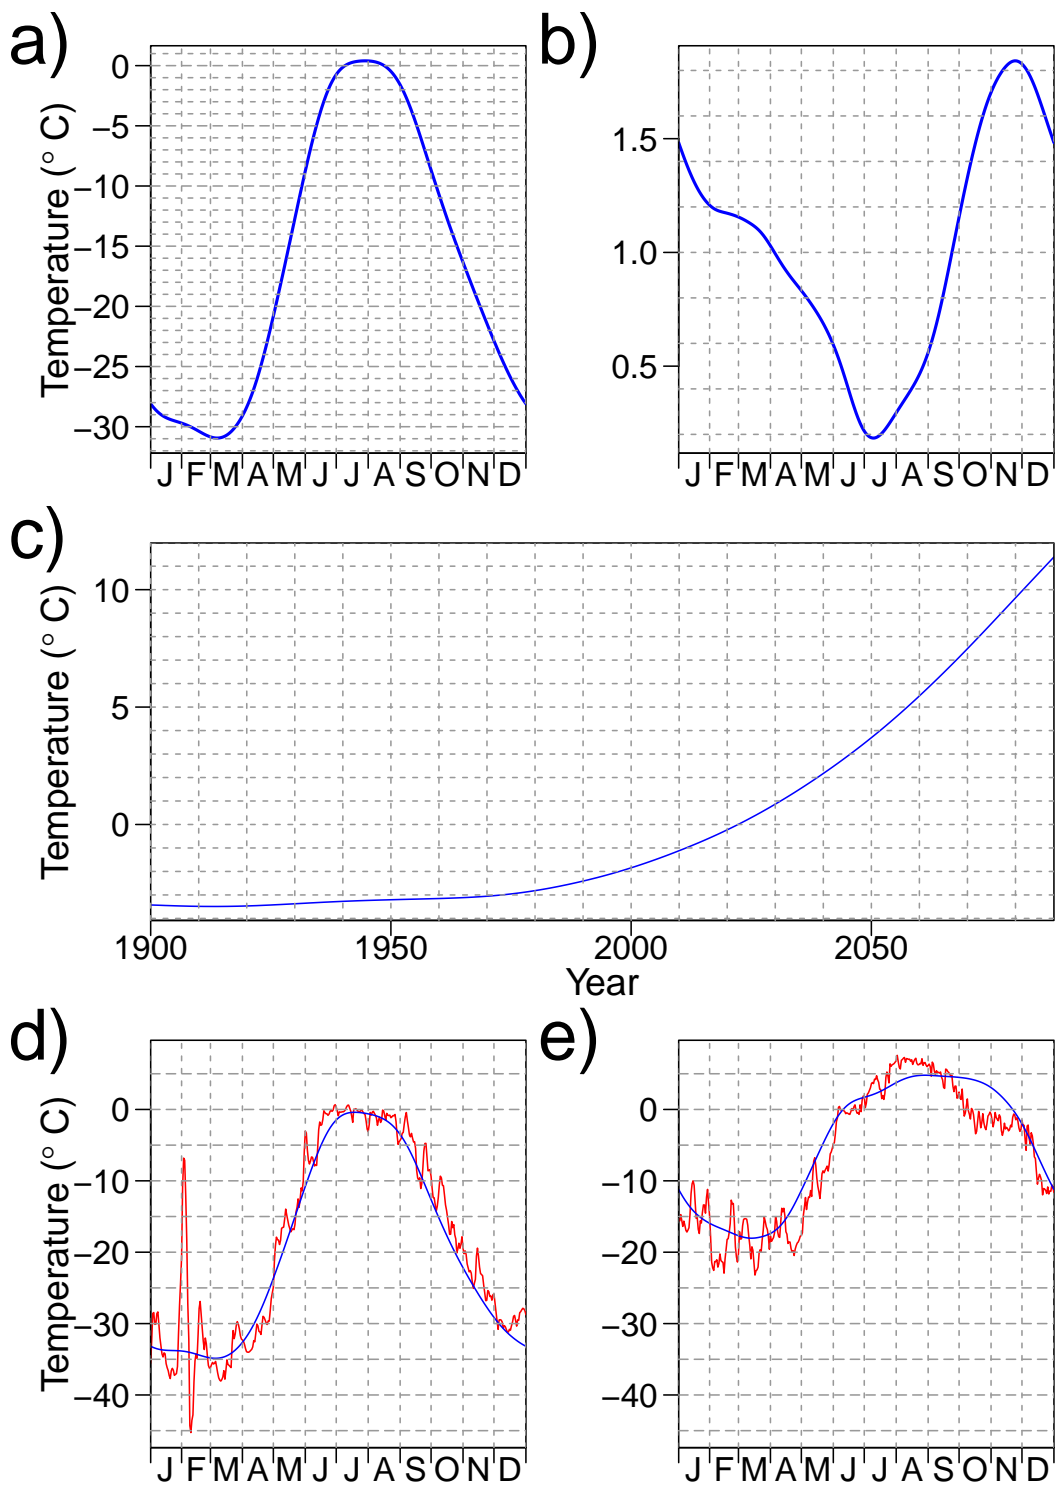 a)
b)
Temperature (° C)
0
−5
−10
−15
−20
−25
−30
J F M A M J J A S O N D
1.5
1.0
0.5
J F M A M J J A S O N D
c)
Temperature (° C)
10
5
0
1900 1950 2000 2050
Year
d)
e)
Temperature (° C)
0
−10
−20
−30
−40
J F M A M J J A S O N D
0
−10
−20
−30
−40
J F M A M J J A S O N D